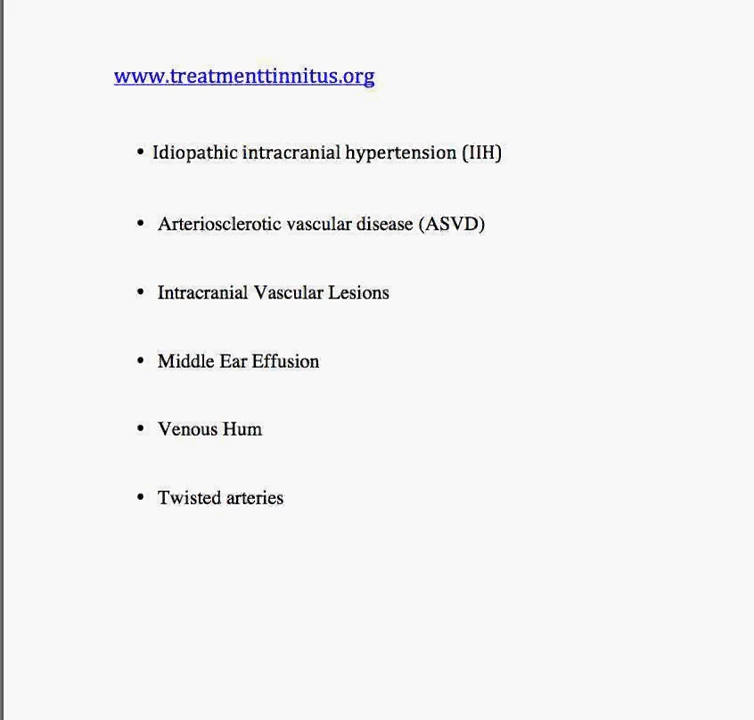 www.treatmenttinnitus.org
• Idiopathic intracranial hypertension (IIH)
• Arteriosclerotic vascular disease (ASVD)
• Intracranial Vascular Lesions
• Middle Ear Effusion
• Venous Hum
• Twisted arteries